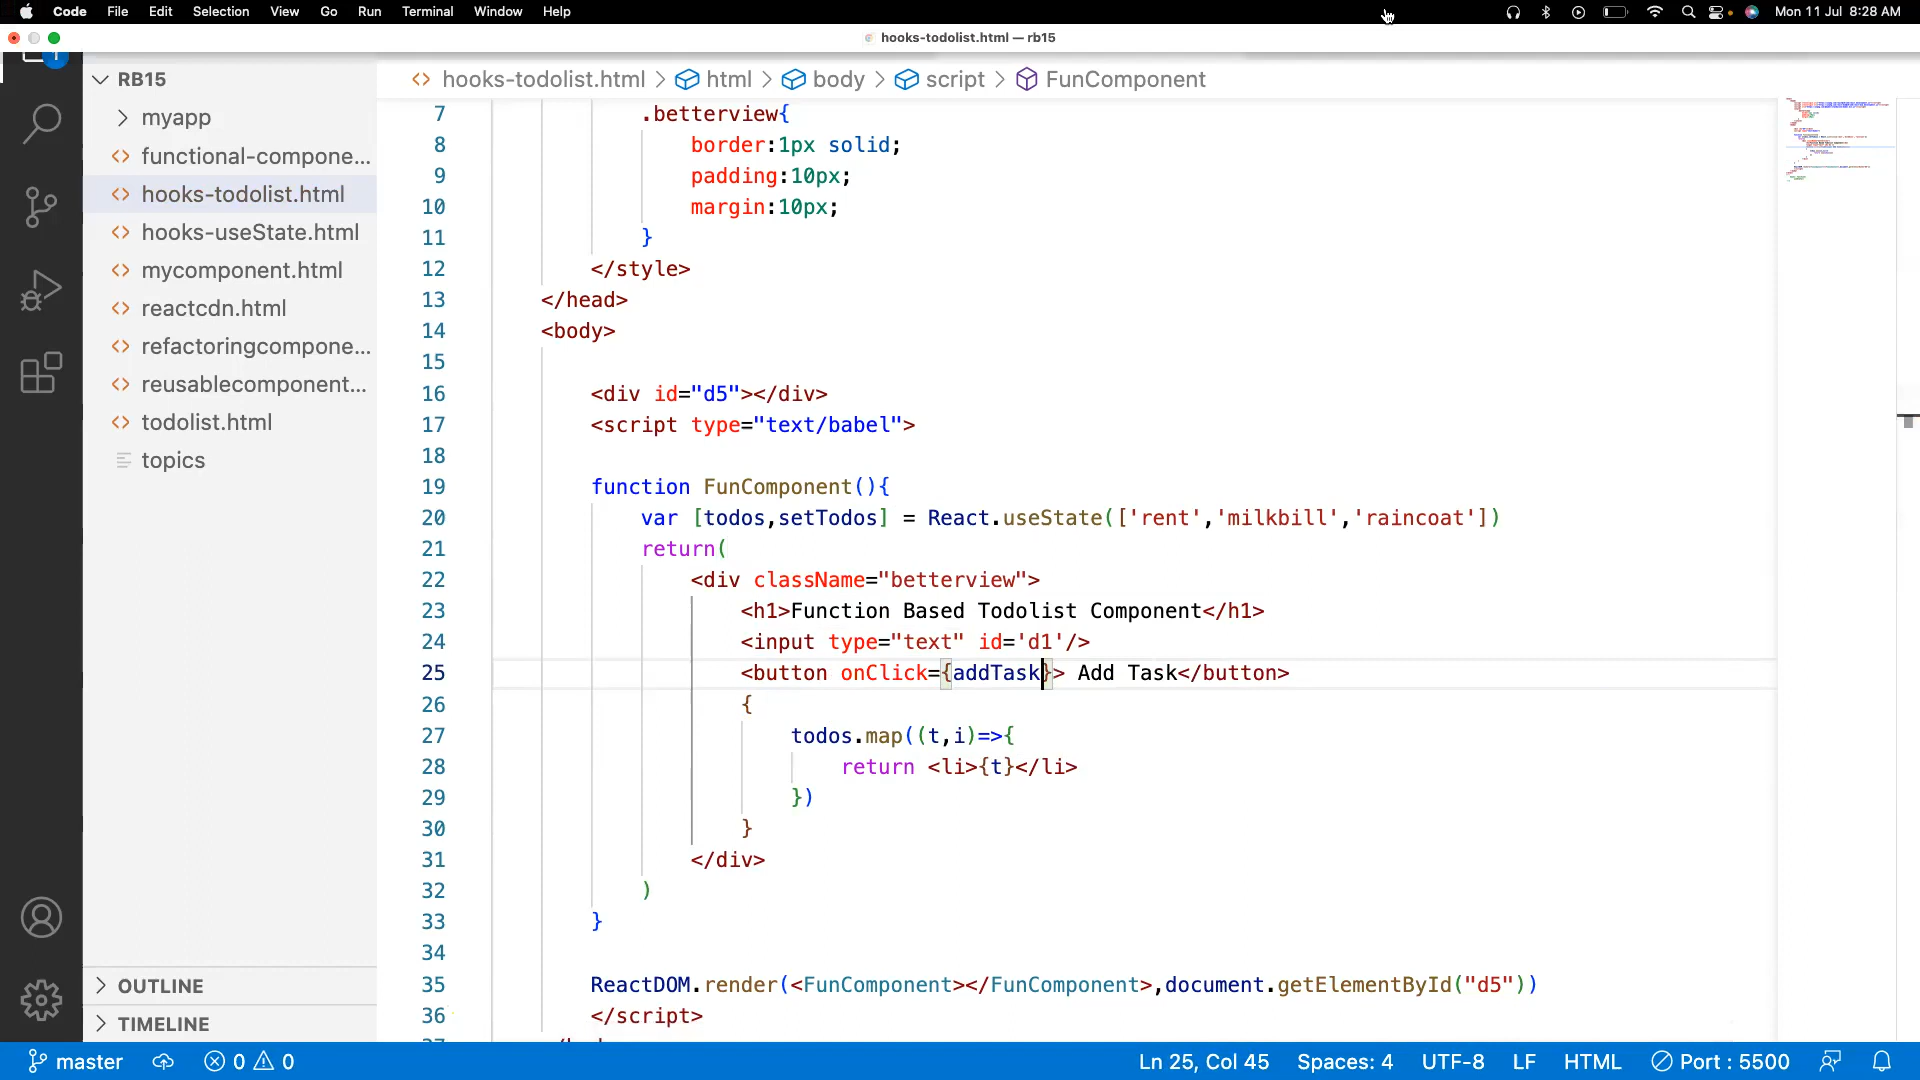 Code File Edit Selection View Go Run Terminal Window Help Mon 11 Jul 8:28 AM
hooks-todolist.html — rb15
1
RB15
myapp
functional-compone...
hooks-todolist.html
hooks-useState.html
mycomponent.html
reactcdn.html
refactoringcompone...
reusablecomponent...
todolist.html
topics
OUTLINE
TIMELINE
hooks-todolist.html > html > body > script > FunComponent
7 .betterview{
8 border:1px solid;
9 padding:10px;
10 margin:10px;
11 }
12 </style>
13 </head>
14 <body>
15
16 <div id="d5"></div>
17 <script type="text/babel">
18
19 function FunComponent(){
20 var [todos,setTodos] = React.useState(['rent','milkbill','raincoat'])
21 return(
22 <div className="betterview">
23 <h1>Function Based Todolist Component</h1>
24 <input type="text" id='d1'/>
25 <button onClick={addTask}> Add Task</button>
26 {
27 todos.map((t,i)=>{
28 return <li>{t}</li>
29 })
30 }
31 </div>
32 )
33 }
34
35 ReactDOM.render(<FunComponent></FunComponent>,document.getElementById("d5"))
36 </script>
master 0 0 Ln 25, Col 45 Spaces: 4 UTF-8 LF HTML Port : 5500